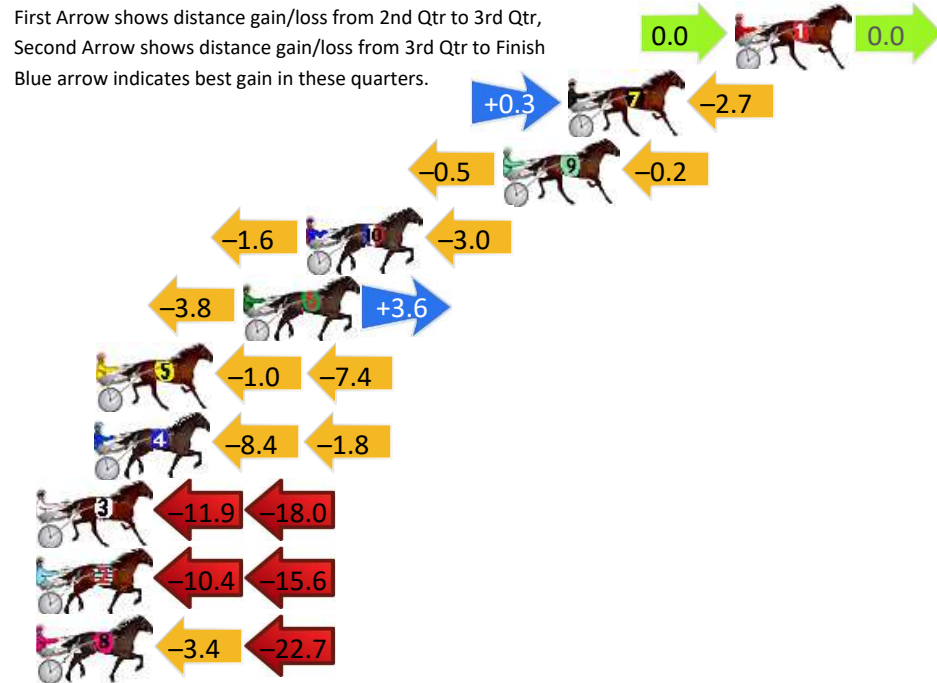 First Arrow shows distance gain/loss from 2nd Qtr to 3rd Qtr,
Second Arrow shows distance gain/loss from 3rd Qtr to Finish
Blue arrow indicates best gain in these quarters.
0.0 1 0.0
+0.3 7 –2.7
–0.5 9 –0.2
–1.6 10 –3.0
–3.8 +3.6
5 –1.0 –7.4
4 –8.4 –1.8
3 –11.9 –18.0
–10.4 –15.6
8 –3.4 –22.7